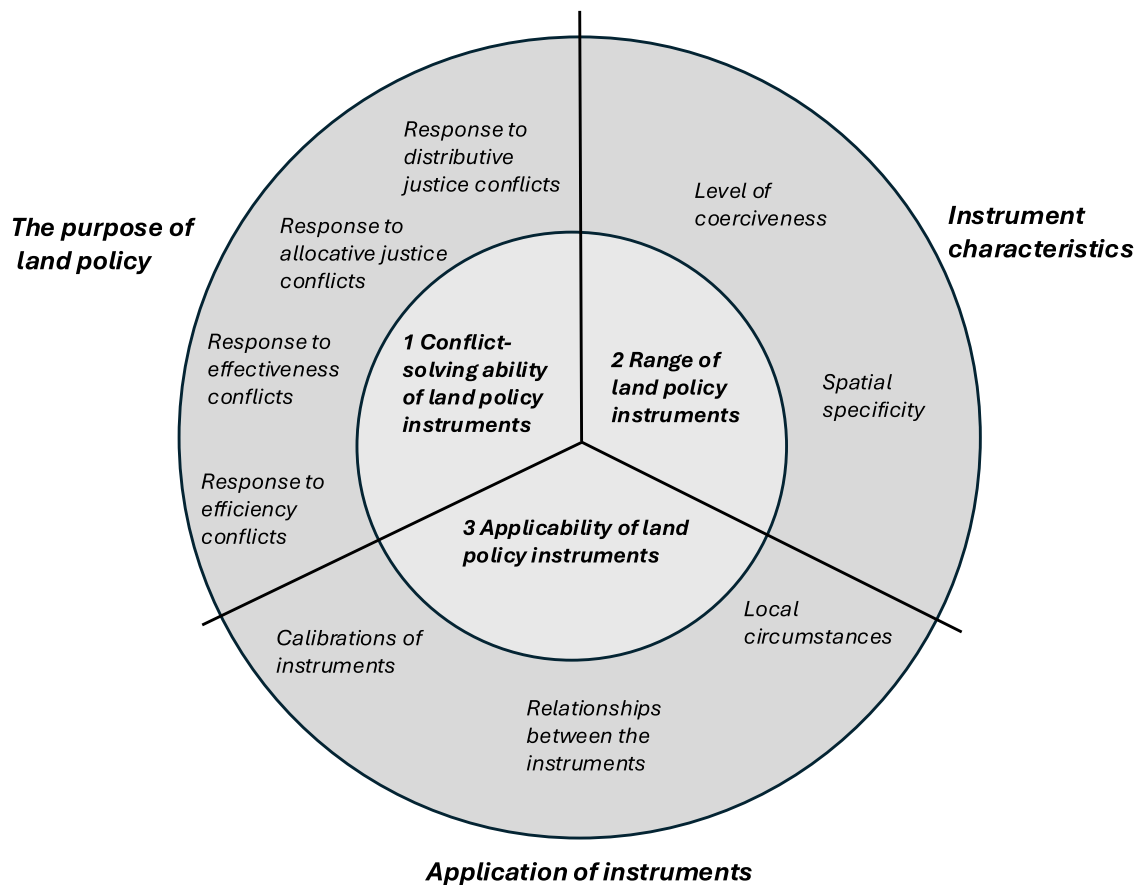 The purpose of
land policy
Response to
distributive
justice conflicts
Response to
allocative justice
conflicts
Response to
effectiveness
conflicts
Response to
efficiency
conflicts
1 Conflict-
solving ability
of land policy
instruments
Instrument
characteristics
Level of
coerciveness
Spatial
specificity
2 Range of
land policy
instruments
3 Applicability of land
policy instruments
Local
circumstances
Calibrations of
instruments
Relationships
between the
instruments
Application of instruments